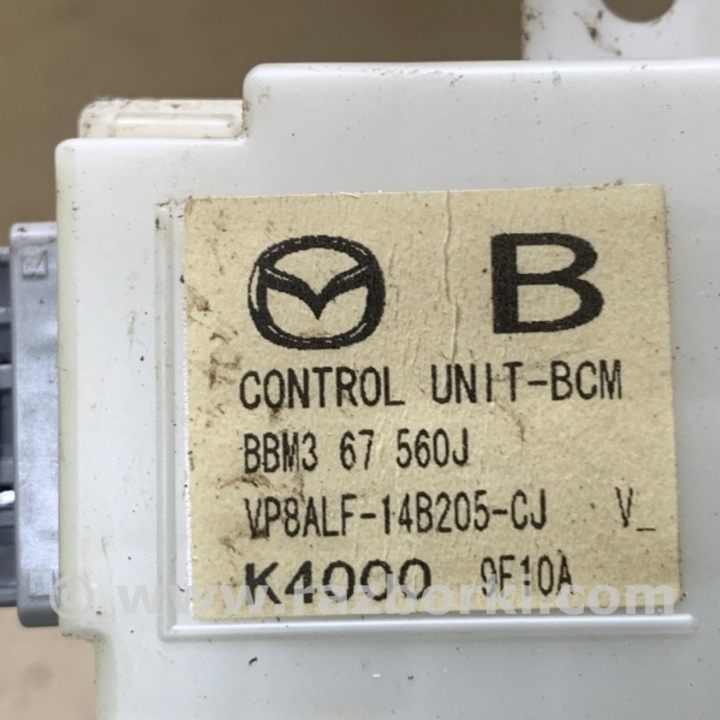 B
CONTROL UNIT-BCM
BBM3 67 560J
VP8ALF-14B205-CJ V_
K4000 9F10A
© www.razborki.com